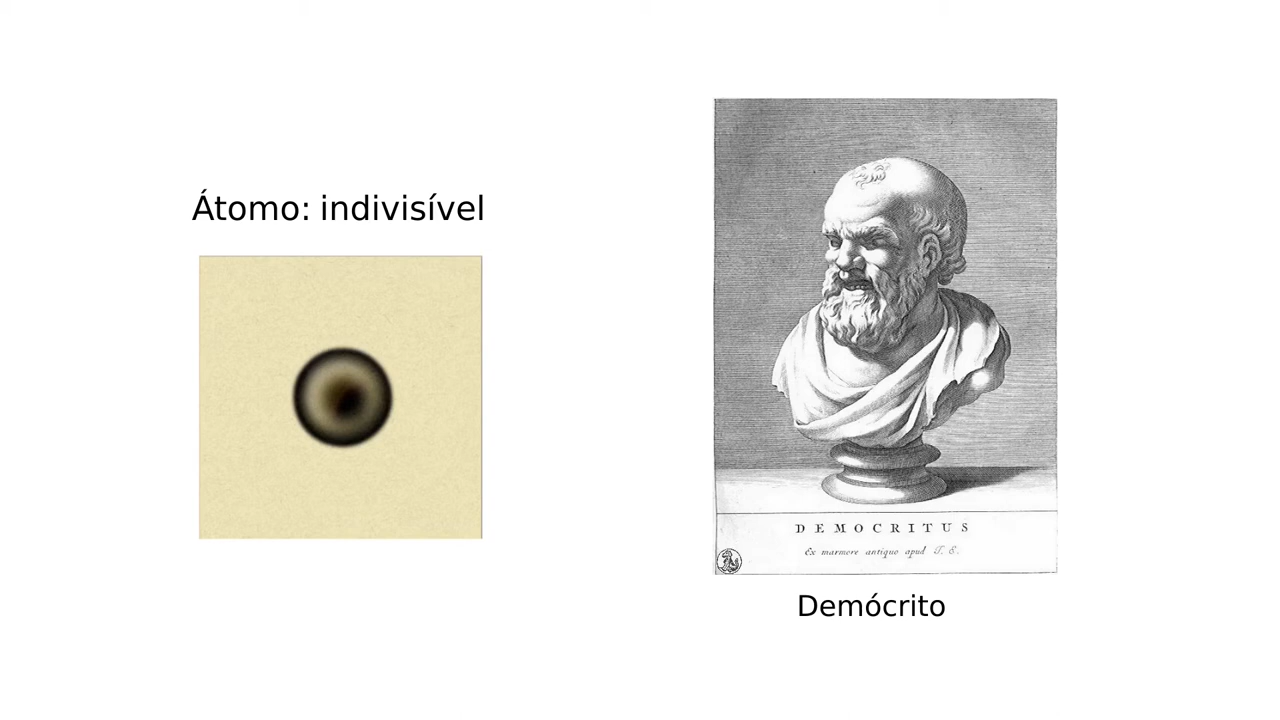 Átomo: indivisível
DEMOCRITUS
Ex marmore antiquo apud F. E.
Demócrito